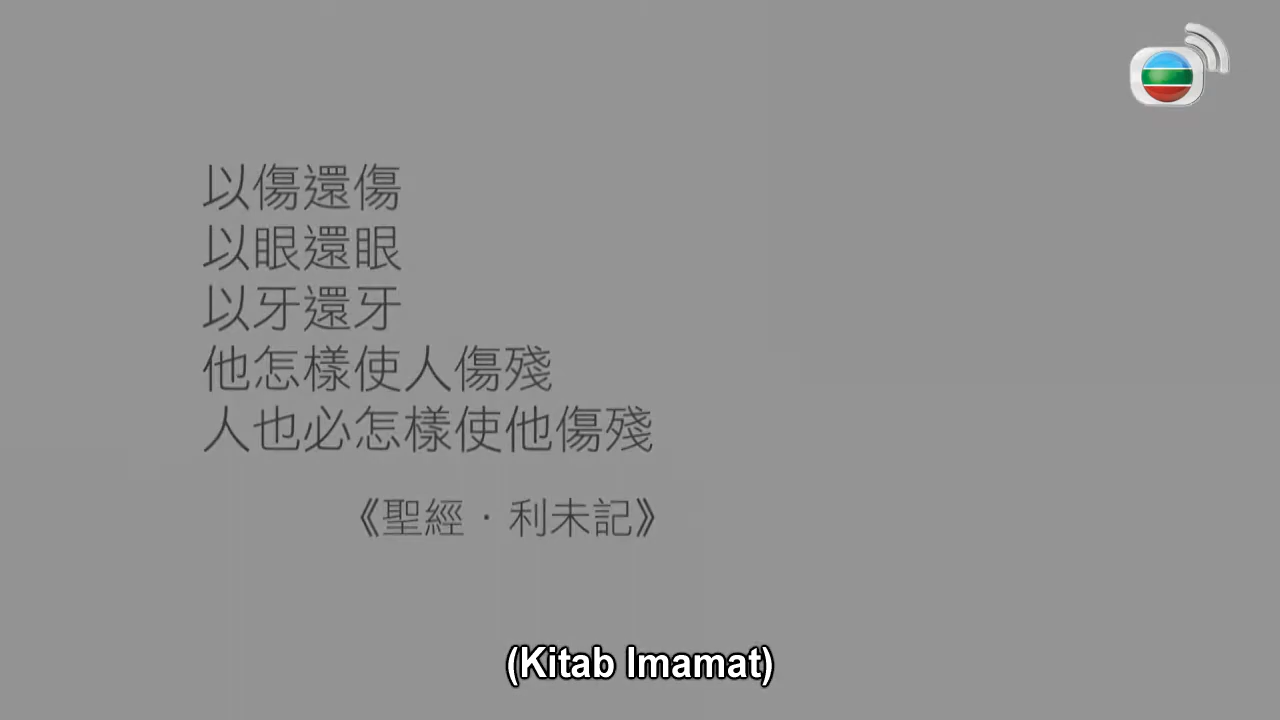 以傷還傷
以眼還眼
以牙還牙
他怎樣使人傷殘
人也必怎樣使他傷殘
《聖經．利未記》
(Kitab Imamat)